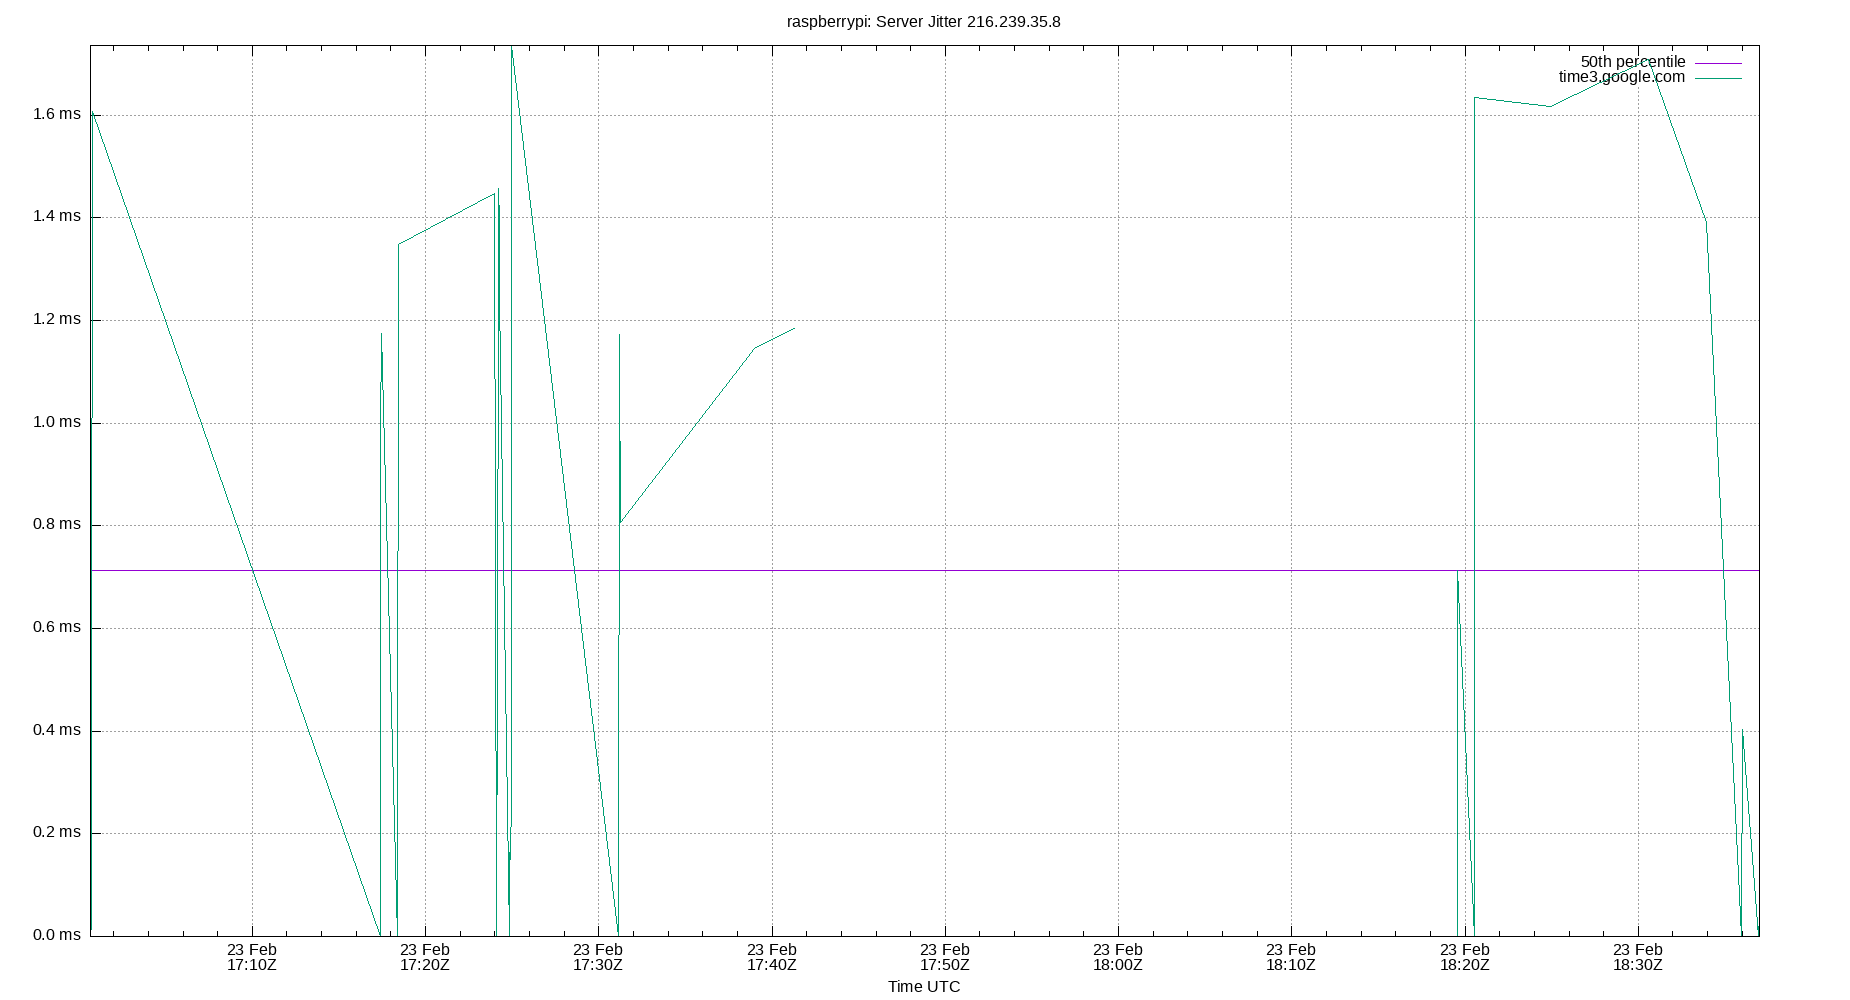 raspberrypi: Server Jitter 216.239.35.8
50th percentile
time3.google.com
1.6 ms
1.4 ms
1.2 ms
1.0 ms
0.8 ms
0.6 ms
0.4 ms
0.2 ms
0.0 ms
23 Feb 23 Feb 23 Feb 23 Feb 23 Feb 23 Feb 23 Feb 23 Feb 23 Feb
17:10Z 17:20Z 17:30Z 17:40Z 17:50Z 18:00Z 18:10Z 18:20Z 18:30Z
Time UTC